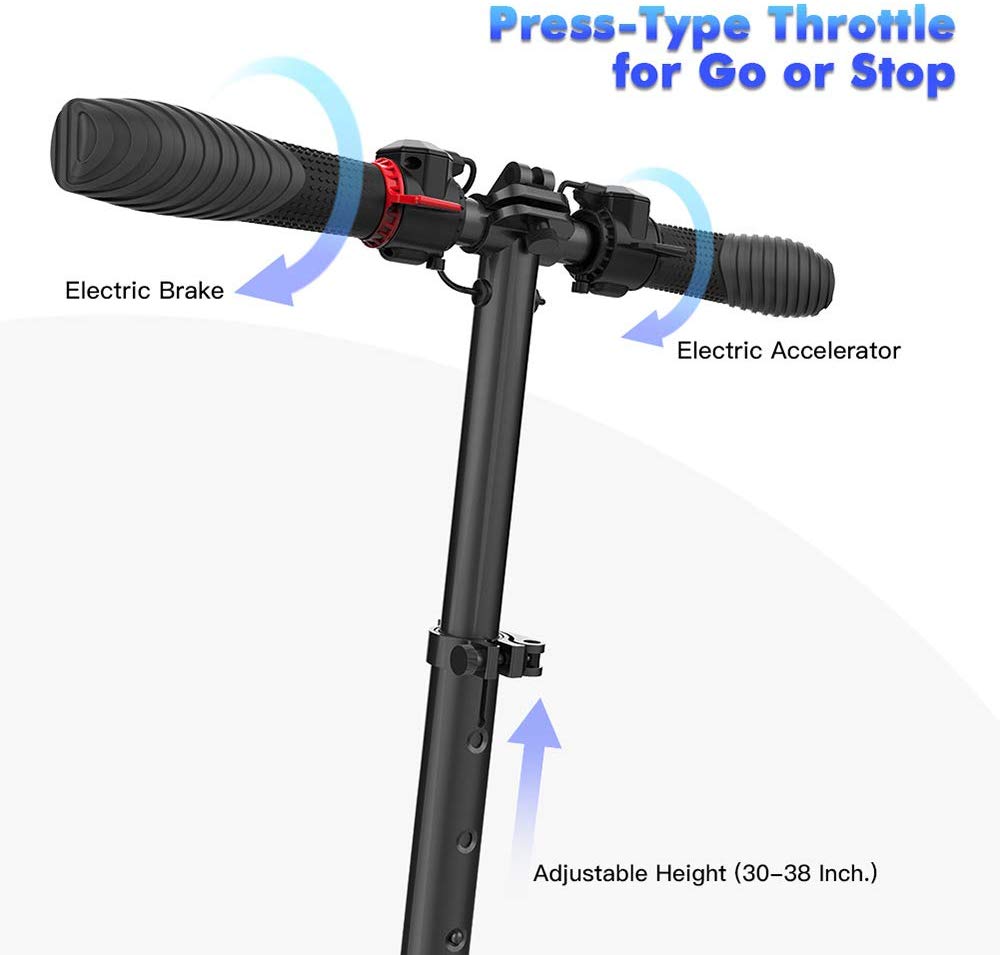 Press-Type Throttle
for Go or Stop
Electric Brake
Electric Accelerator
Adjustable Height (30-38 Inch.)